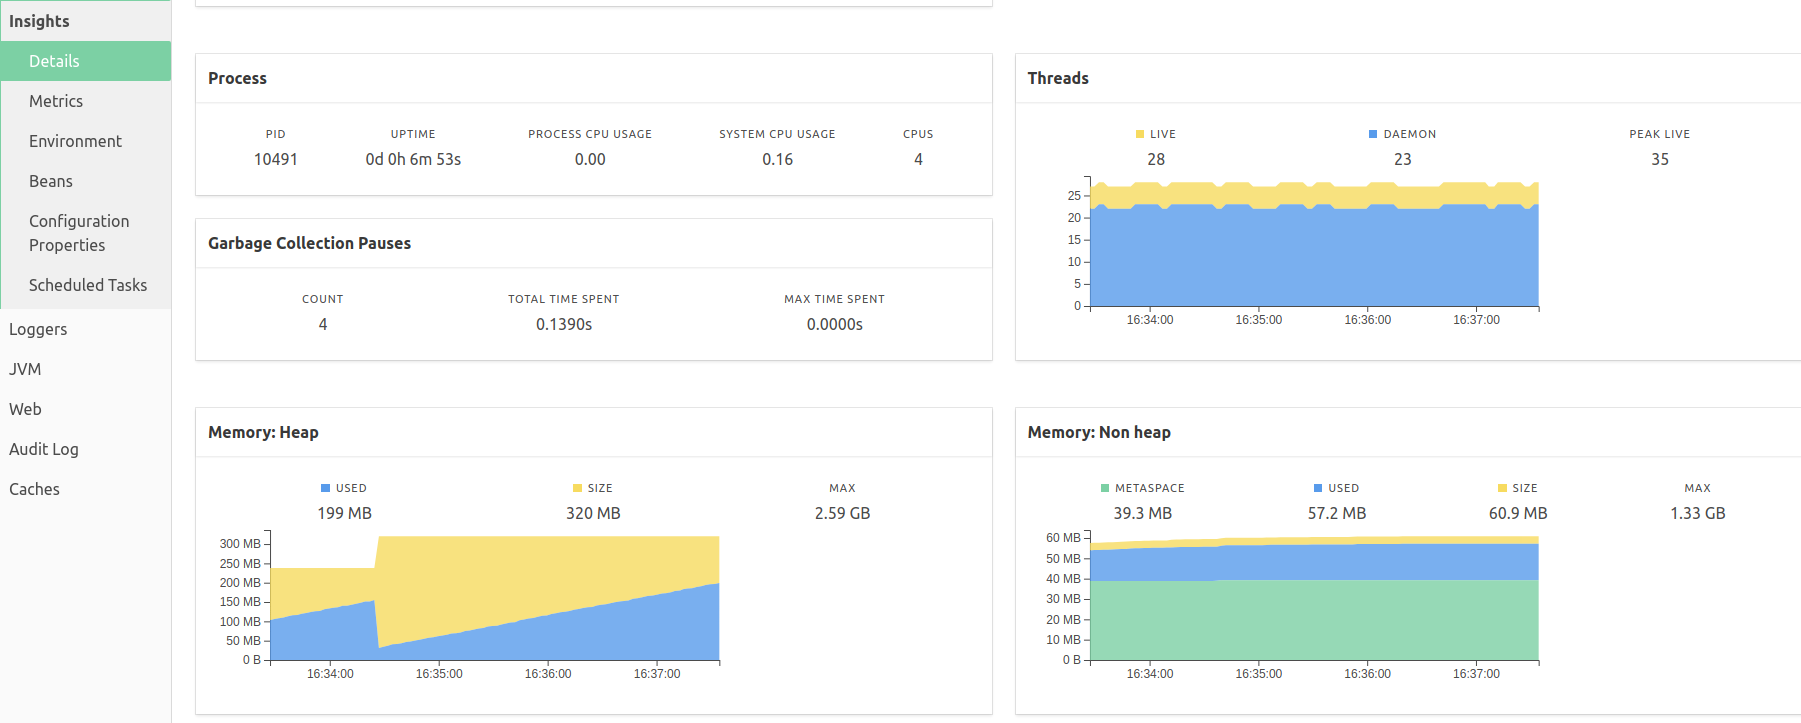 Insights
Details
Metrics
Environment
Beans
Configuration
Properties
Scheduled Tasks
Loggers
JVM
Web
Audit Log
Caches
Process
PID UPTIME PROCESS CPU USAGE SYSTEM CPU USAGE CPUS
10491 0d 0h 6m 53s 0.00 0.16 4
Garbage Collection Pauses
COUNT TOTAL TIME SPENT MAX TIME SPENT
4 0.1390s 0.0000s
Threads
LIVE DAEMON PEAK LIVE
28 23 35
25
20
15
10
5
0
16:34:00 16:35:00 16:36:00 16:37:00
Memory: Heap
USED SIZE MAX
199 MB 320 MB 2.59 GB
300 MB
250 MB
200 MB
150 MB
100 MB
50 MB
0 B
16:34:00 16:35:00 16:36:00 16:37:00
Memory: Non heap
METASPACE USED SIZE MAX
39.3 MB 57.2 MB 60.9 MB 1.33 GB
60 MB
50 MB
40 MB
30 MB
20 MB
10 MB
0 B
16:34:00 16:35:00 16:36:00 16:37:00